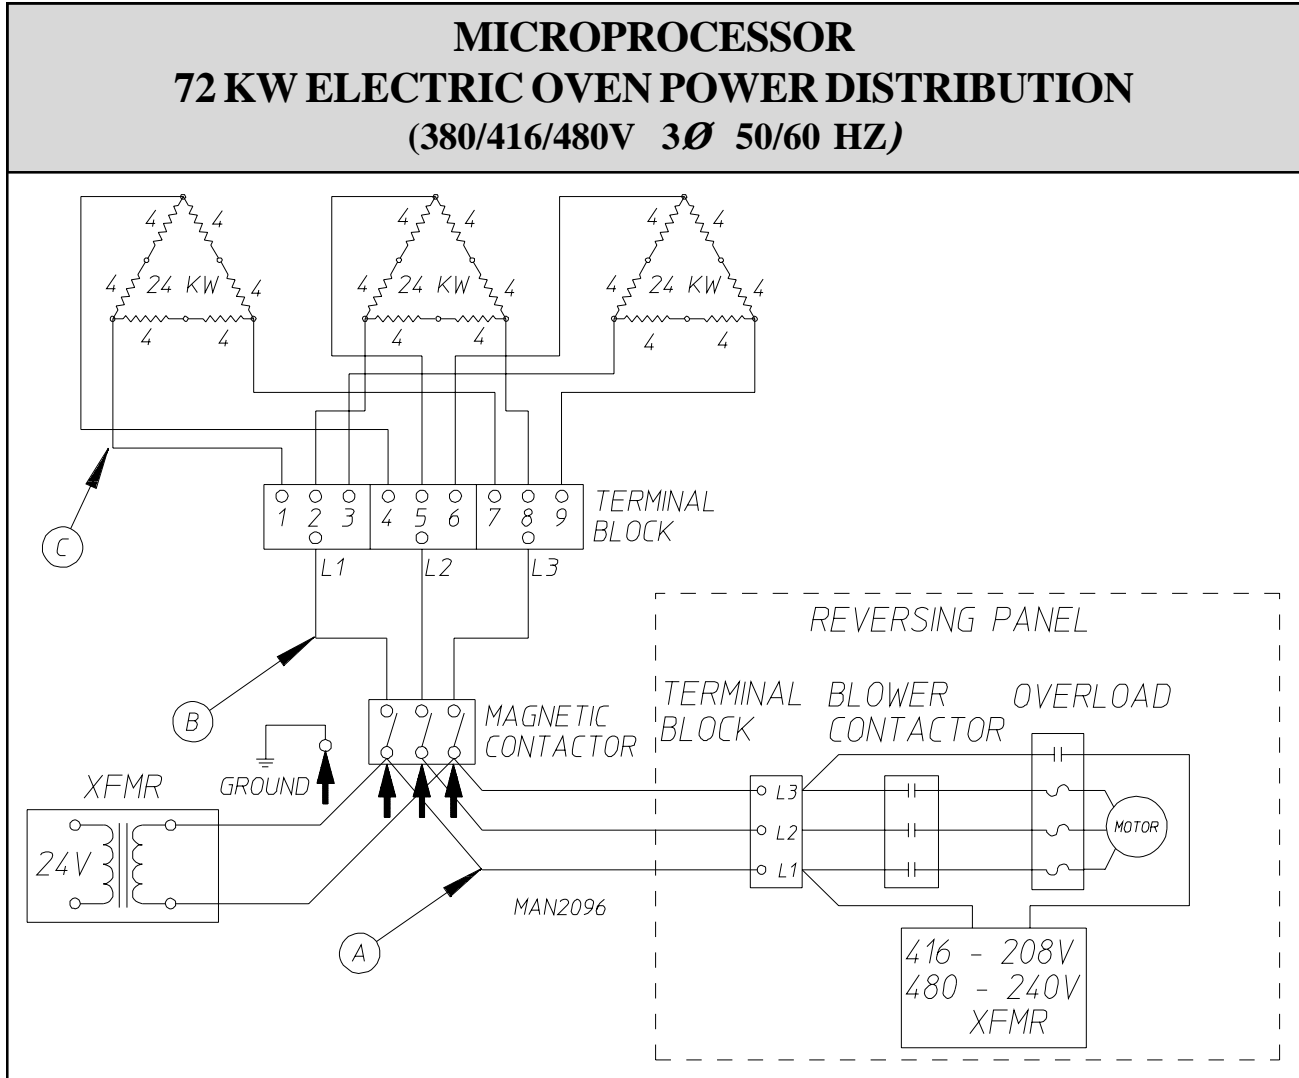 MICROPROCESSOR
72 KW ELECTRIC OVEN POWER DISTRIBUTION
(380/416/480V 3Ø 50/60 HZ)
4 4 4 4 4 4
4 24 KW 4 4 24 KW 4 4 24 KW 4
4 4 4 4 4 4
C
1 2 3 4 5 6 7 8 9
TERMINAL
BLOCK
L1 L2 L3
REVERSING PANEL
B
MAGNETIC
CONTACTOR
TERMINAL
BLOCK
BLOWER
CONTACTOR
OVERLOAD
GROUND
XFMR
24V
L3
L2
L1
MOTOR
MAN2096
A
416 - 208V
480 - 240V
XFMR